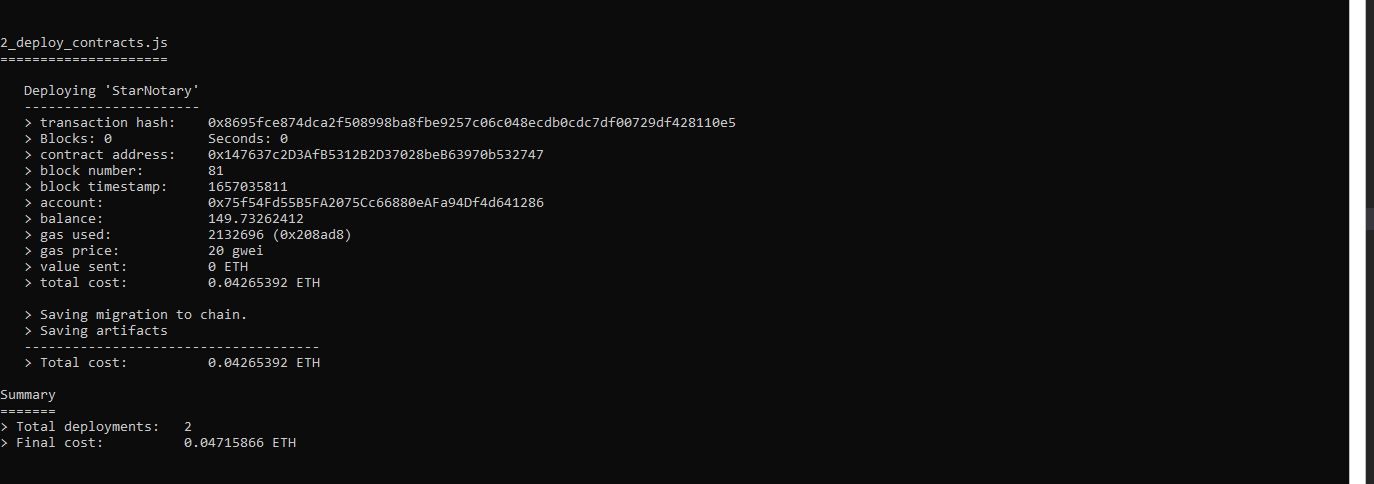 2_deploy_contracts.js
=====================
Deploying 'StarNotary'
----------------------
> transaction hash:    0x8695fce874dca2f508998ba8fbe9257c06c048ecdb0cdc7df00729df428110e5
> Blocks: 0            Seconds: 0
> contract address:    0x147637c2D3AfB5312B2D37028beB63970b532747
> block number:        81
> block timestamp:     1657035811
> account:             0x75f54Fd55B5FA2075Cc66880eAFa94Df4d641286
> balance:             149.73262412
> gas used:            2132696 (0x208ad8)
> gas price:           20 gwei
> value sent:          0 ETH
> total cost:          0.04265392 ETH
> Saving migration to chain.
> Saving artifacts
-------------------------------------
> Total cost:          0.04265392 ETH
Summary
=======
> Total deployments:   2
> Final cost:          0.04715866 ETH